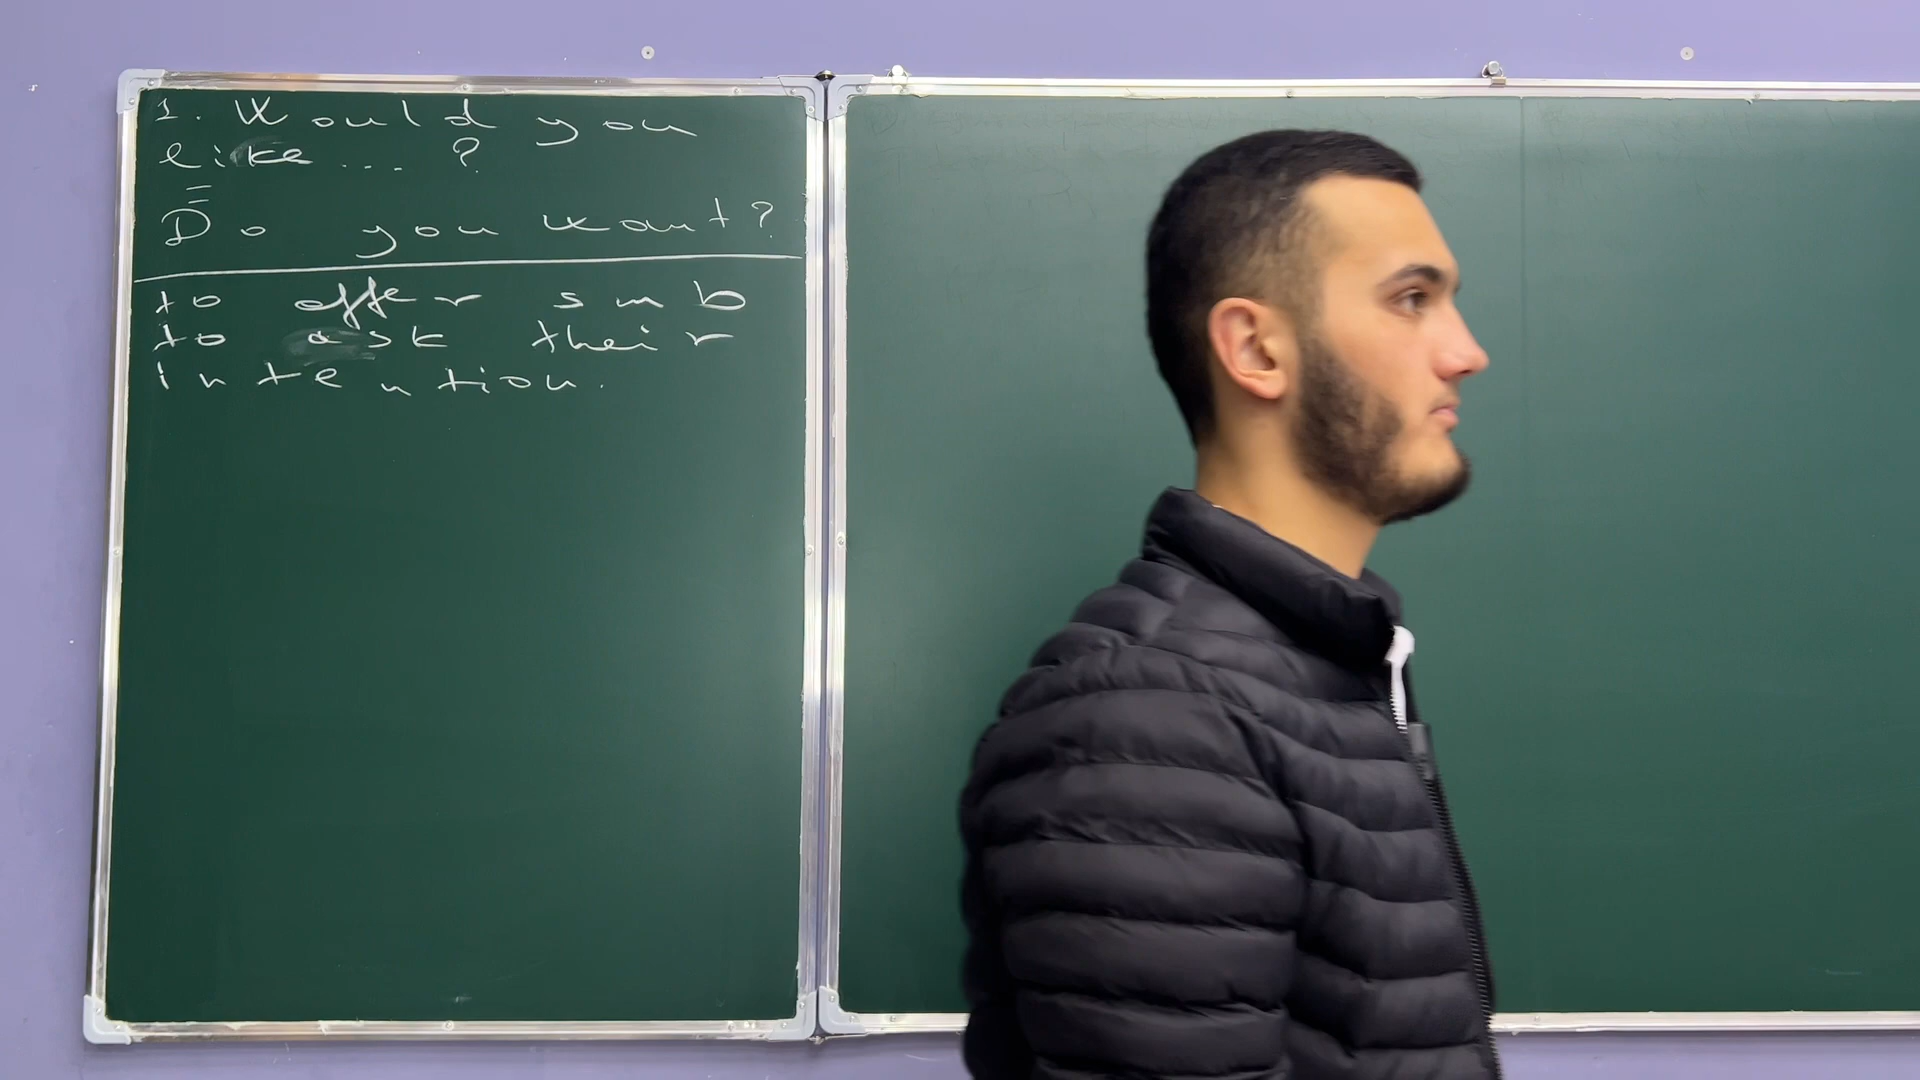 1. Would you
like ... ?
=
Do you want?
to offer smb
to ask their
intention.